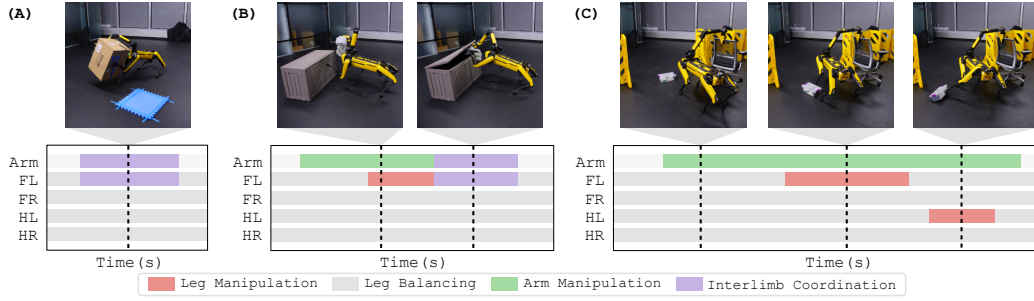 (A)
(B)
(C)
Arm
FL
FR
HL
HR
Time(s)
Arm
FL
FR
HL
HR
Time(s)
Arm
FL
FR
HL
HR
Time(s)
Leg Manipulation
Leg Balancing
Arm Manipulation
Interlimb Coordination